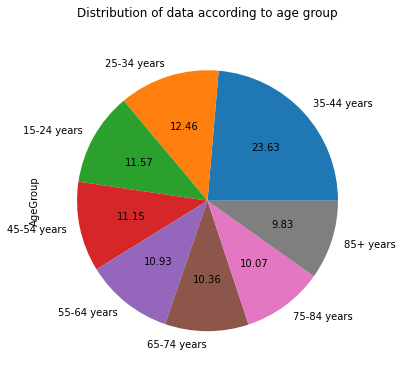 Distribution of data according to age group
25-34 years
35-44 years
12.46
23.63
15-24 years
11.57
AgeGroup
11.15
45-54 years
9.83
85+ years
10.93
10.36
10.07
55-64 years
75-84 years
65-74 years